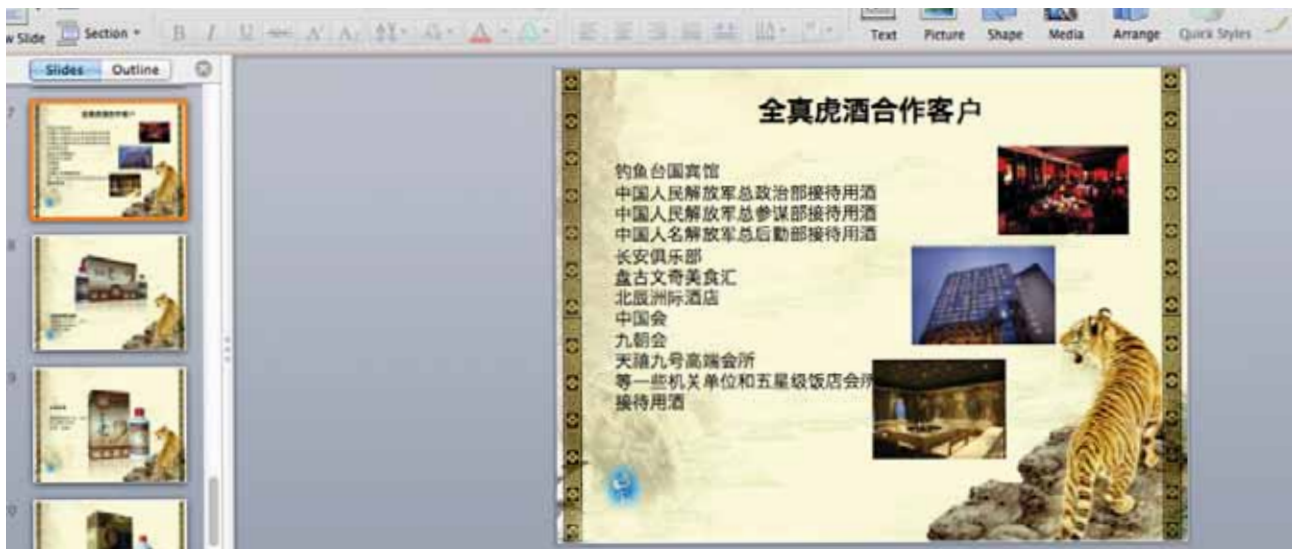 w Slide
Section
B I U ABC
Text
Picture
Shape
Media
Arrange
Quick Styles
Slides
Outline
7
全真虎酒合作客户
钓鱼台国宾馆
中国人民解放军总政治部接待用酒
中国人民解放军总参谋部接待用酒
中国人名解放军总后勤部接待用酒
长安俱乐部
盘古文奇美食汇
北辰洲际酒店
中国会
九朝会
天禧九号高端会所
等一些机关单位和五星级饭店会所
接待用酒
8
9